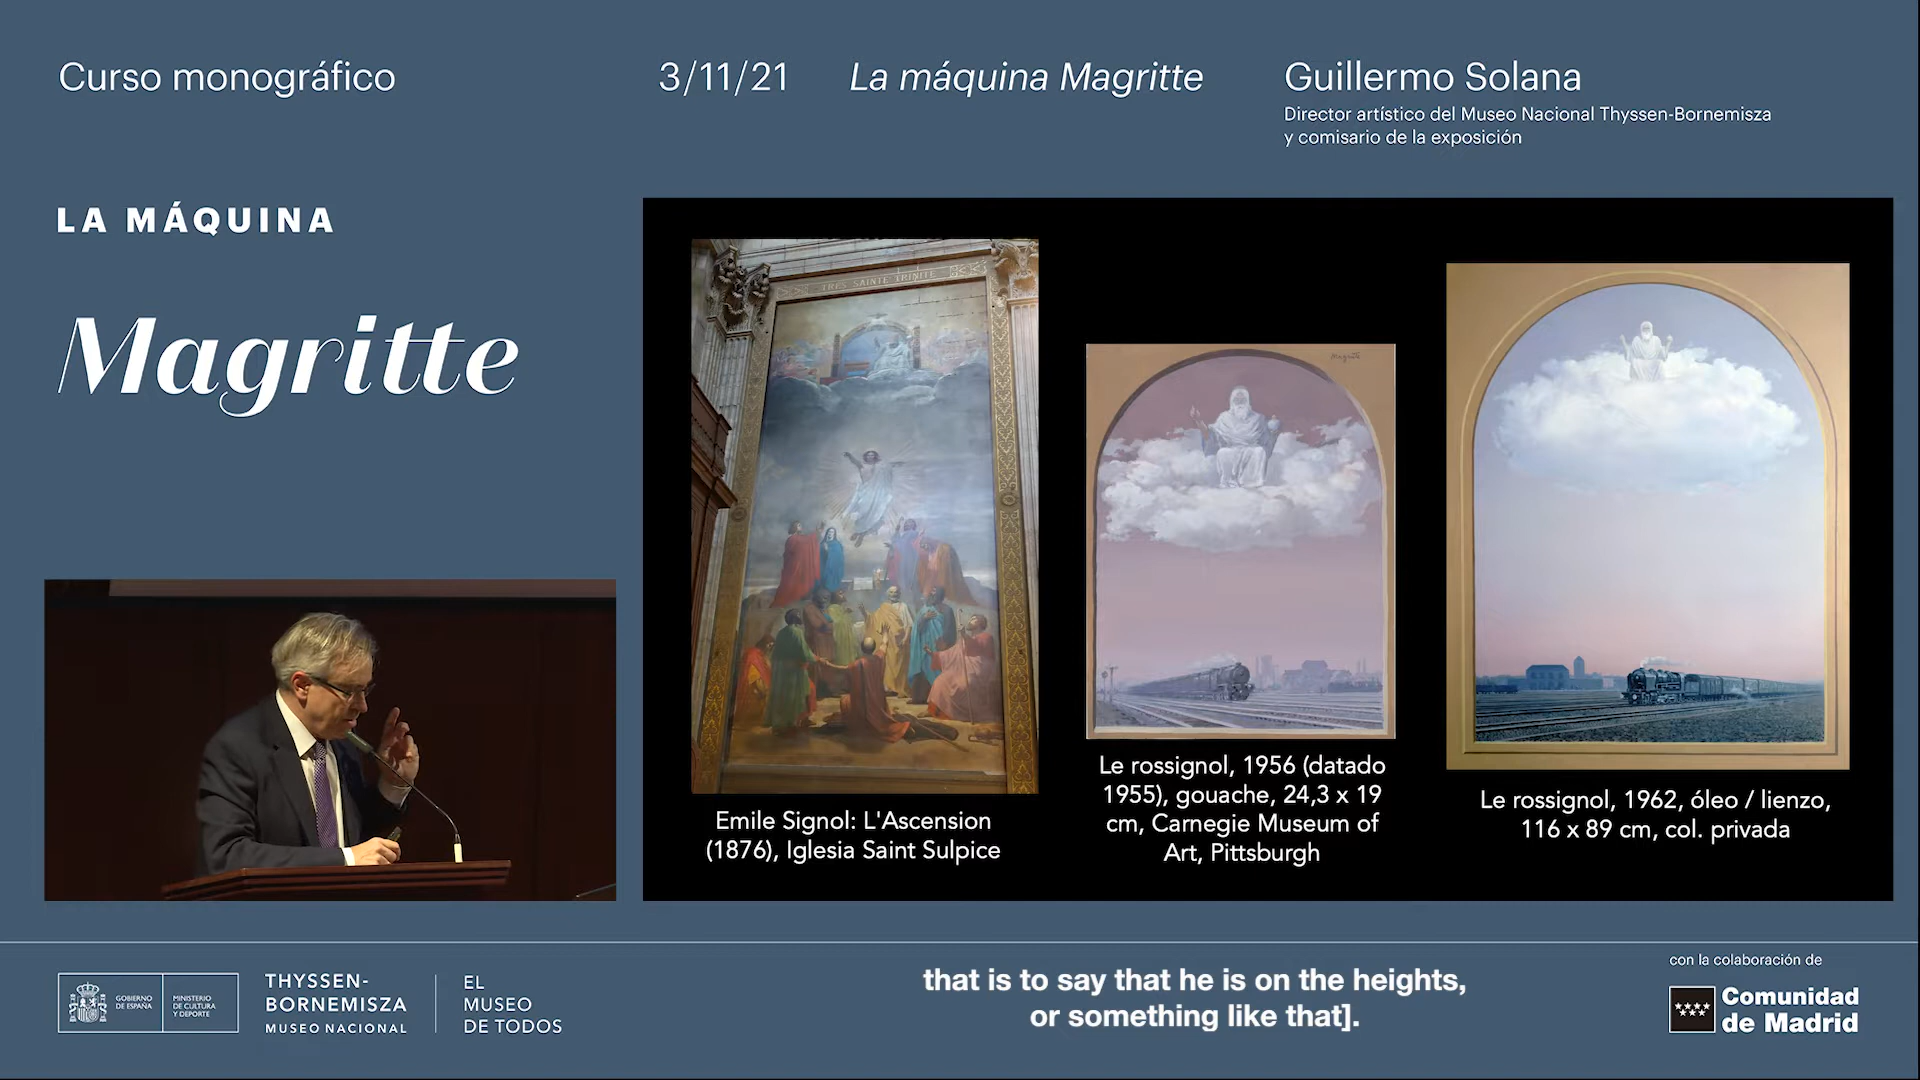 Curso monográfico
3/11/21
La máquina Magritte
Guillermo Solana
Director artístico del Museo Nacional Thyssen-Bornemisza
y comisario de la exposición
LA MÁQUINA
Magritte
TRES SAINTE TRINITE
Magritte
Emile Signol: L'Ascension
(1876), Iglesia Saint Sulpice
Le rossignol, 1956 (datado
1955), gouache, 24,3 x 19
cm, Carnegie Museum of
Art, Pittsburgh
Le rossignol, 1962, óleo / lienzo,
116 x 89 cm, col. privada
GOBIERNO
DE ESPAÑA
MINISTERIO
DE CULTURA
Y DEPORTE
THYSSEN-
BORNEMISZA
MUSEO NACIONAL
EL
MUSEO
DE TODOS
that is to say that he is on the heights,
or something like that].
con la colaboración de
Comunidad
de Madrid